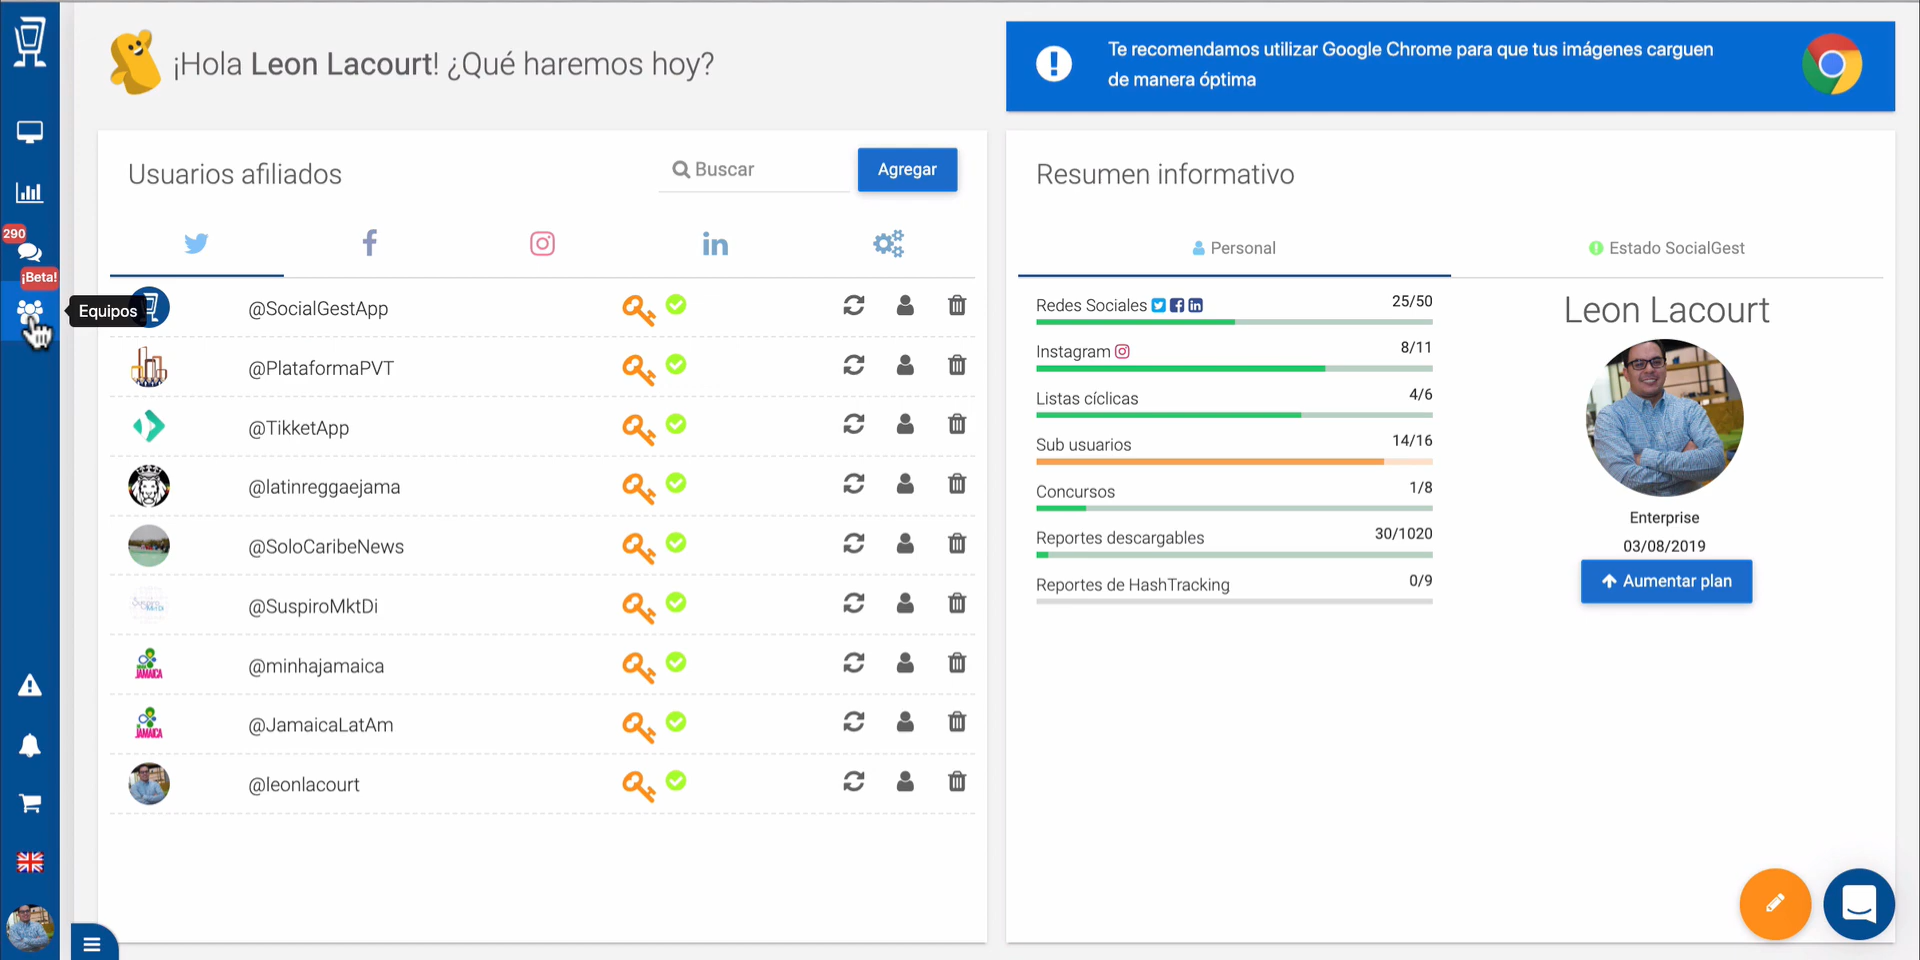 ¡Hola Leon Lacourt! ¿Qué haremos hoy?
Te recomendamos utilizar Google Chrome para que tus imágenes carguen
de manera óptima
290
¡Beta!
Equipos
Usuarios afiliados
Buscar
Agregar
@SocialGestApp
@PlataformaPVT
@TikketApp
@latinreggaejama
@SoloCaribeNews
@SuspiroMktDi
@minhajamaica
@JamaicaLatAm
@leonlacourt
Resumen informativo
Personal
Estado SocialGest
Redes Sociales 25/50
Instagram 8/11
Listas cíclicas 4/6
Sub usuarios 14/16
Concursos 1/8
Reportes descargables 30/1020
Reportes de HashTracking 0/9
Leon Lacourt
Enterprise
03/08/2019
Aumentar plan